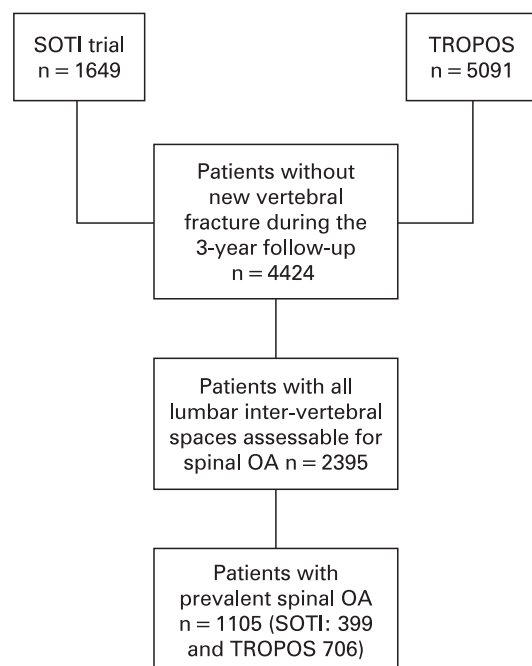 SOTI trial
n = 1649
TROPOS
n = 5091
Patients without
new vertebral
fracture during the
3-year follow-up
n = 4424
Patients with all
lumbar inter-vertebral
spaces assessable for
spinal OA n = 2395
Patients with
prevalent spinal OA
n = 1105 (SOTI: 399
and TROPOS 706)